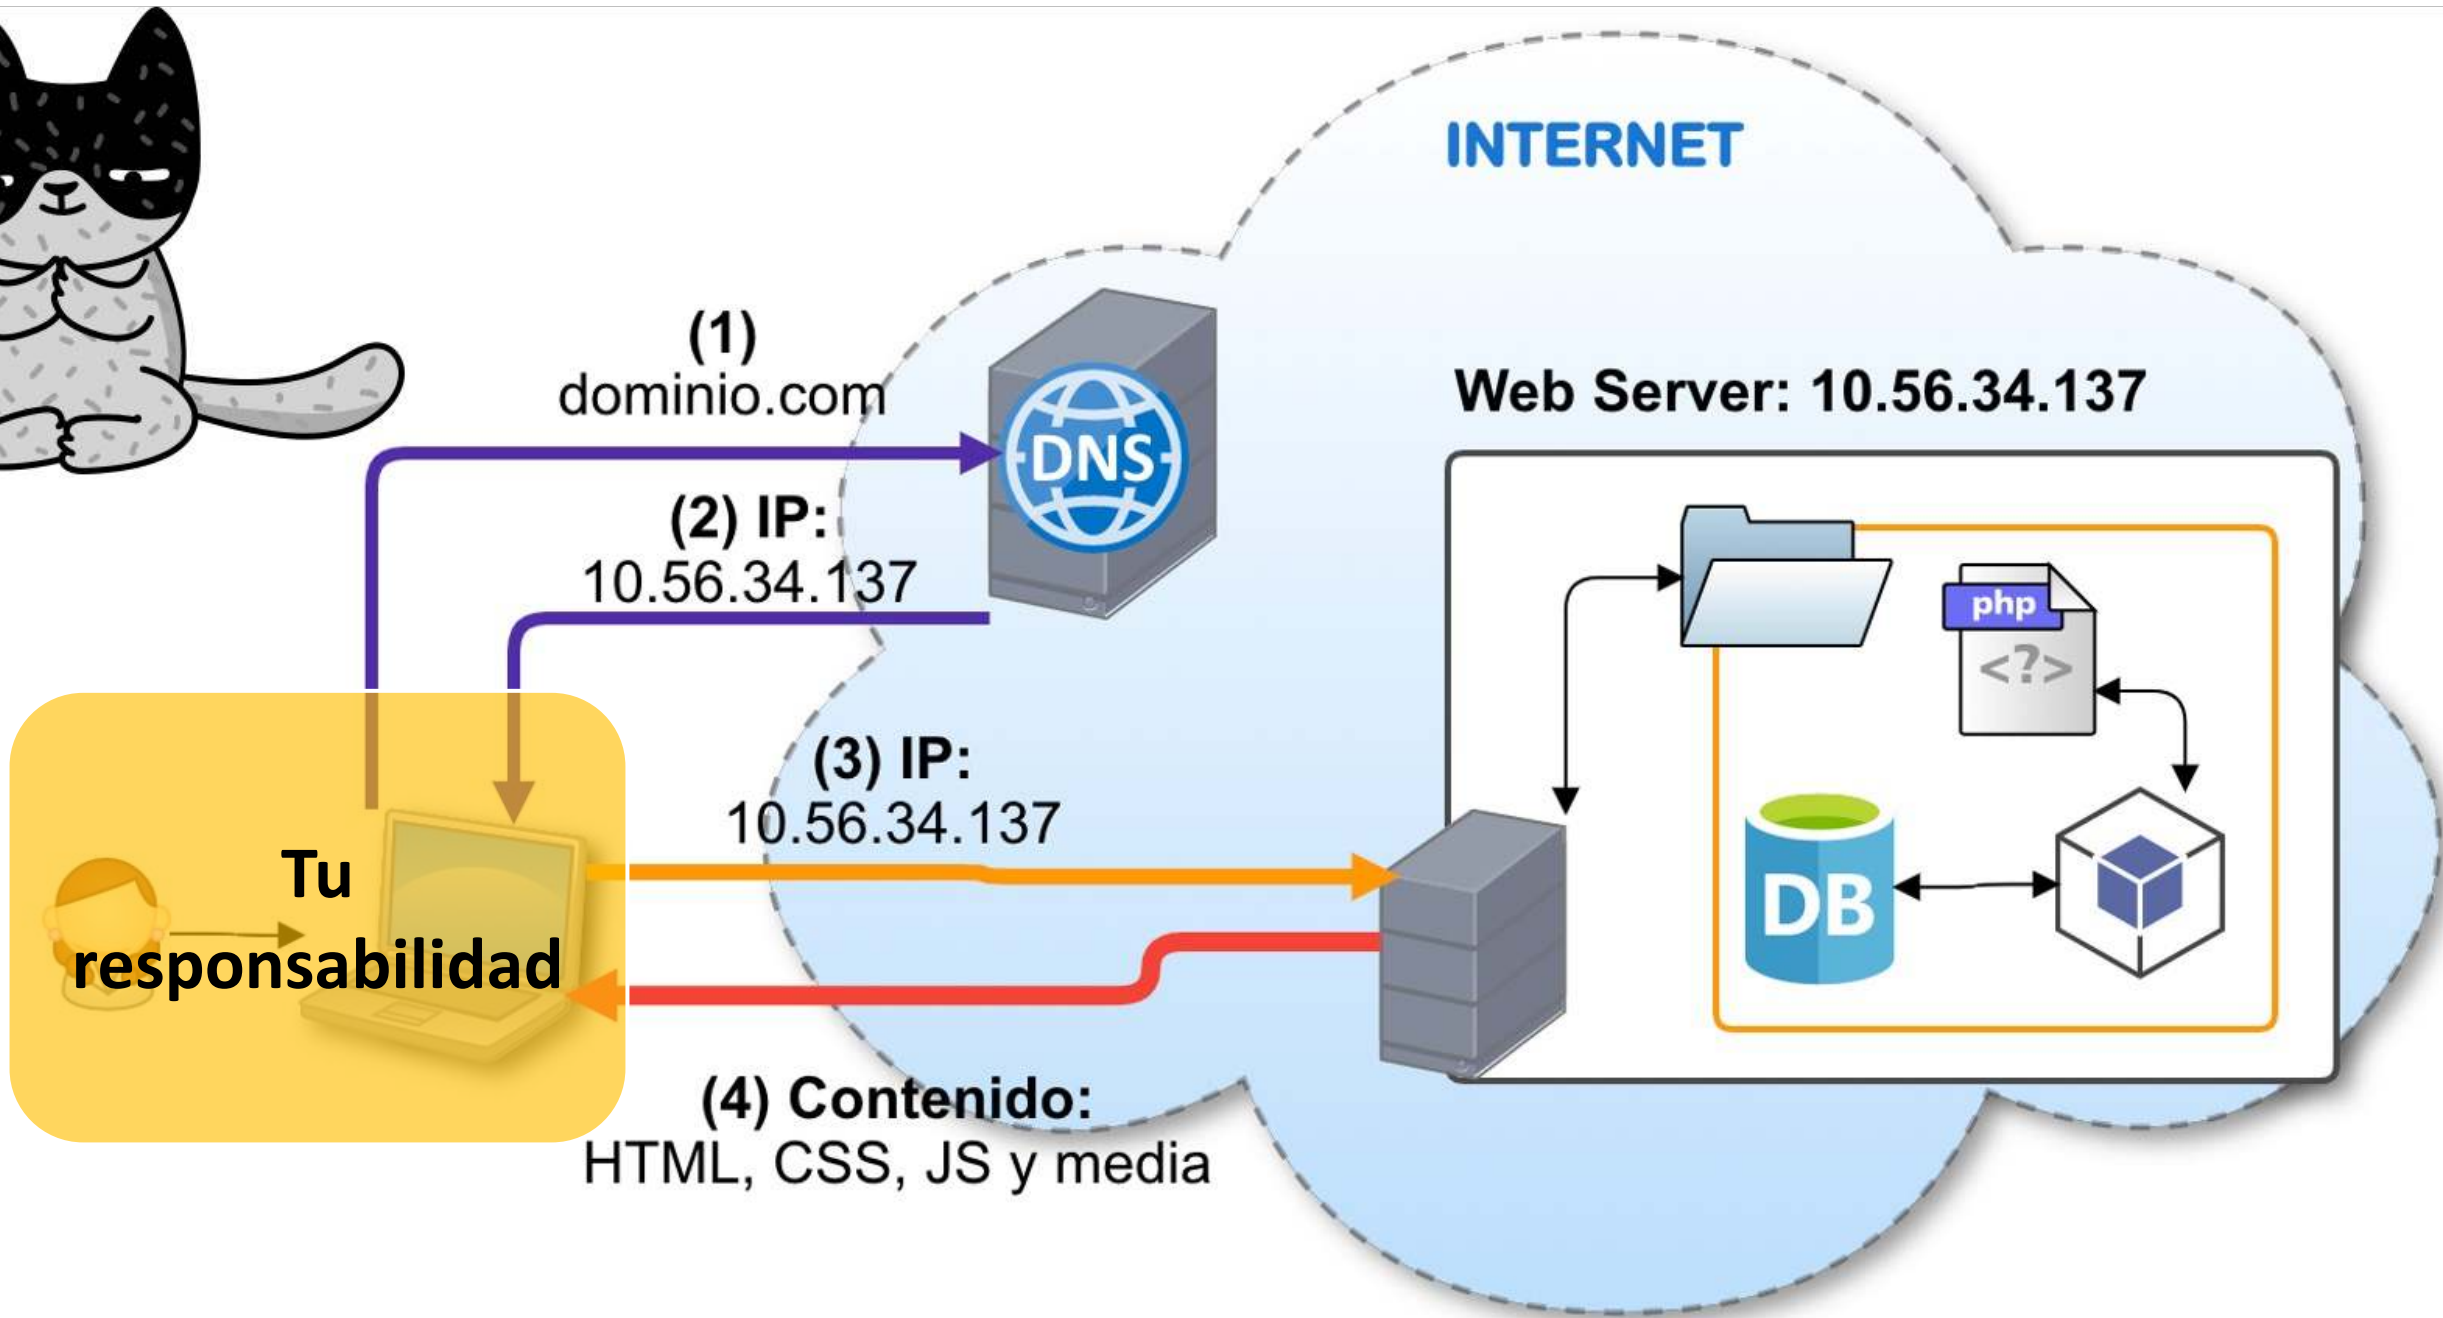 INTERNET
(1)
dominio.com
DNS
Web Server: 10.56.34.137
(2) IP:
10.56.34.137
php
<?>
(3) IP:
10.56.34.137
Tu
responsabilidad
DB
(4) Contenido:
HTML, CSS, JS y media